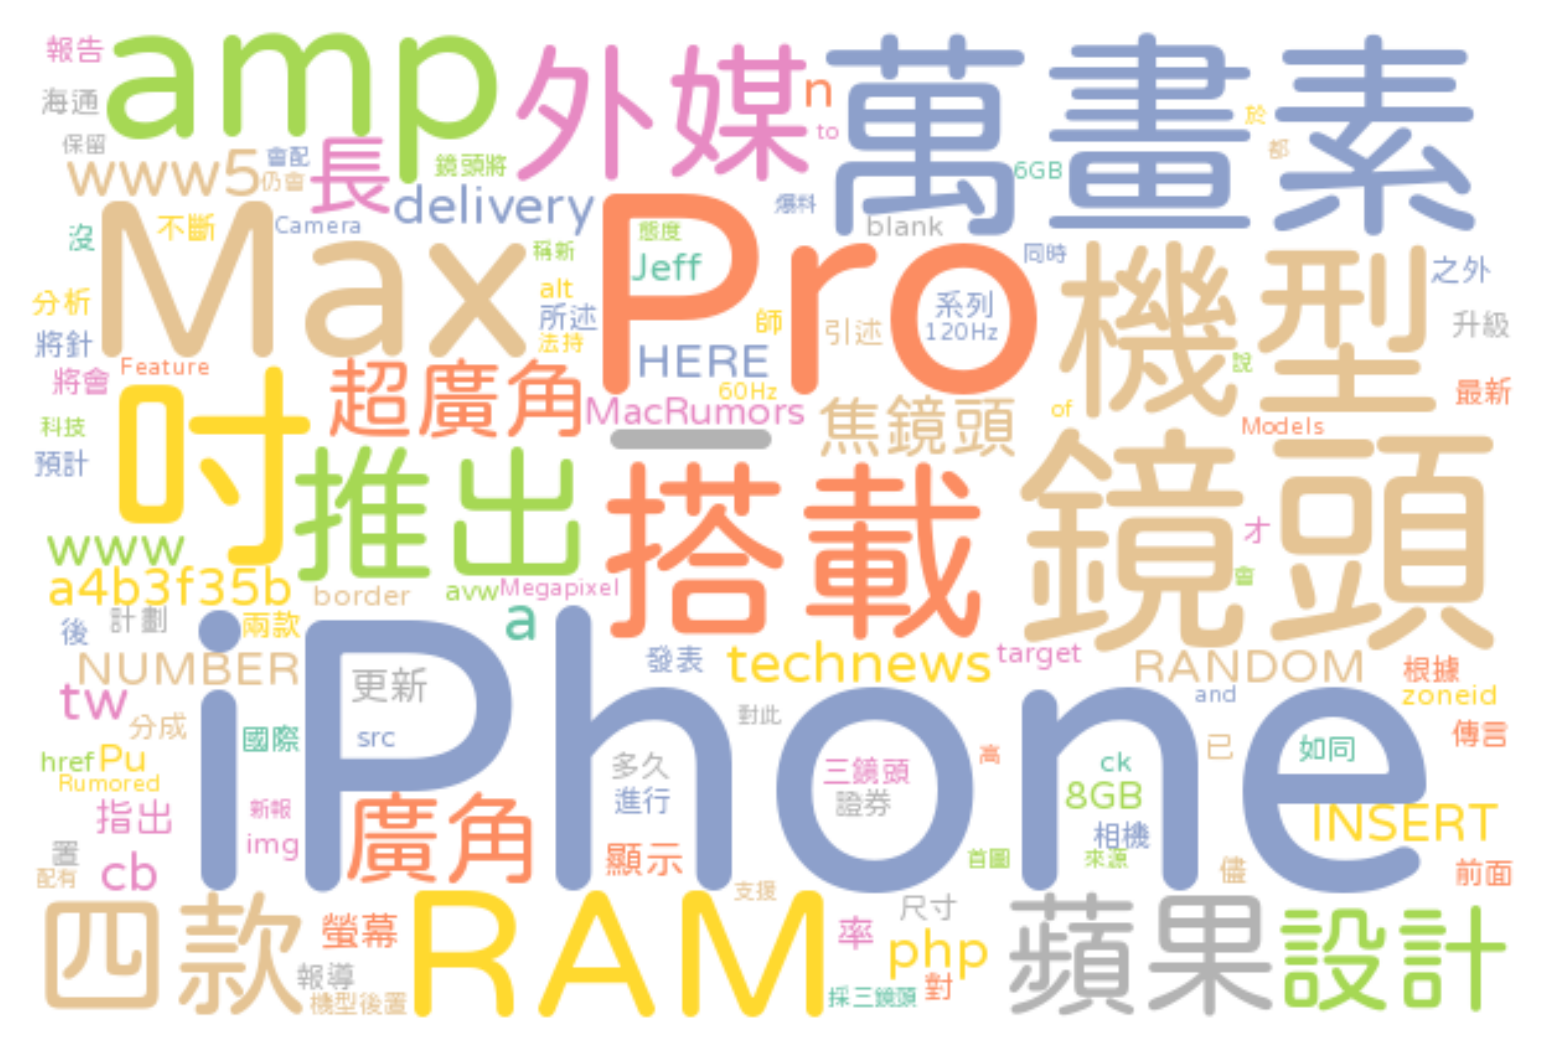 報告 amp 外媒 n 萬畫素
海通 to 於
保留 www5 會配 仍會 長 鏡頭將 6GB 都
delivery 爆料 blank
沒 不斷 Camera Max 稱新 Pro 態度 Jeff 同時 機型 之外
分析 alt 所述 師 引述 系列 120Hz 升級
將針 法持 HERE 說
將會 Feature 超廣角 60Hz 最新
吋 MacRumors 焦鏡頭 of Models
科技 一
預計 推出 搭載 鏡頭
www 才
a4b3f35b border avw Megapixel 會
後 計劃 兩款 a
NUMBER 發表 technews target RANDOM 根據
tw iPhone 更新 and zoneid
分成 國際 src 對此 已 如同 傳言
href Pu 多久 三鏡頭 高 ck
Rumored 進行 證券 8GB
指出 新報 廣角 相機 INSERT
置 img 顯示 首圖 來源
配有 cb 支援 儘 前面
四款 螢幕 RAM 率 尺寸 蘋果 設計
報導 php
機型後置 採三鏡頭 對